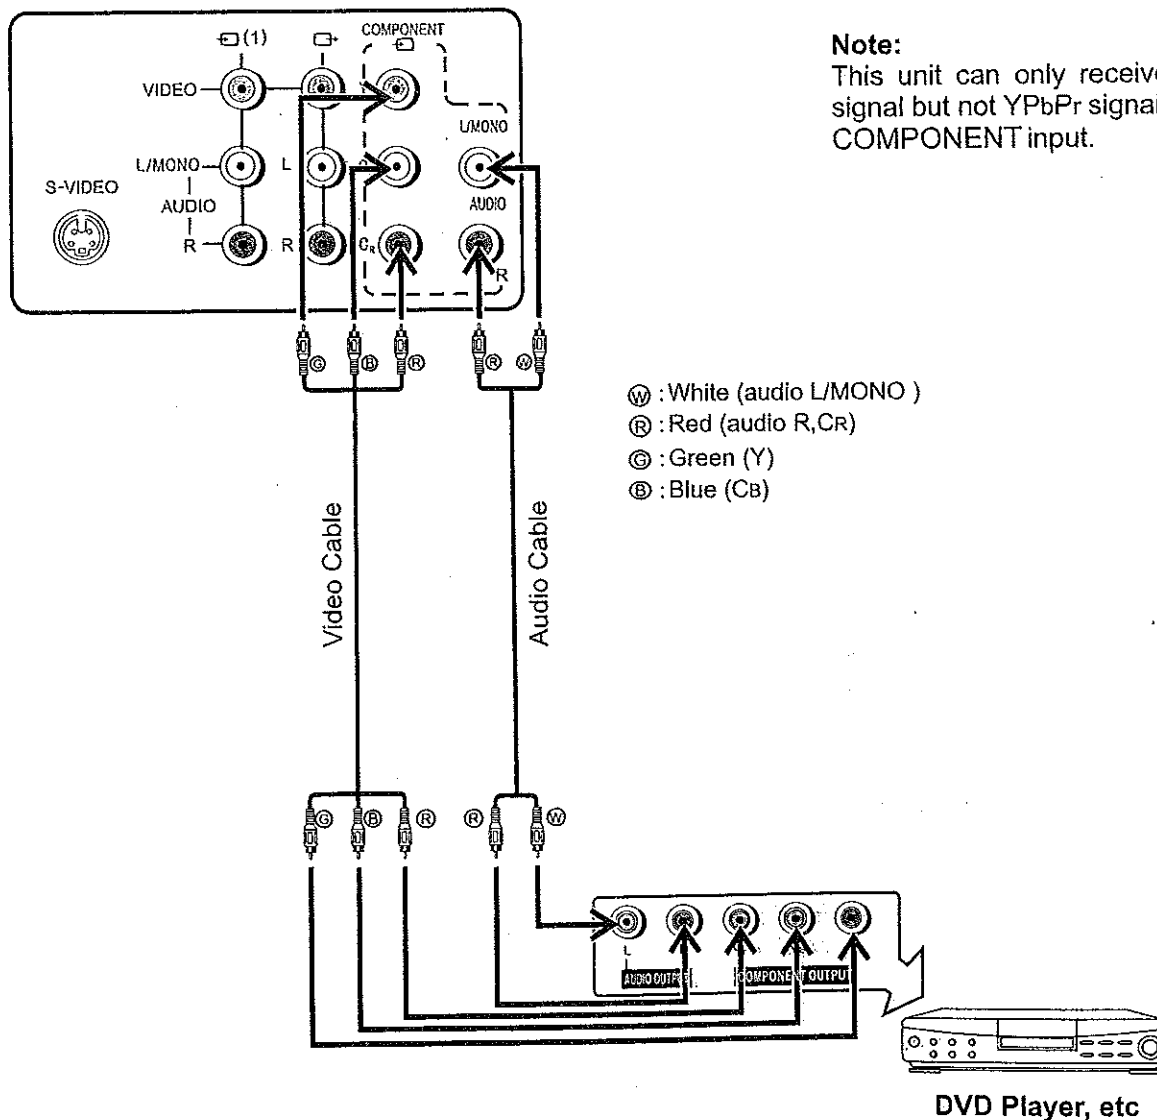 (1)
COMPONENT
VIDEO
L/MONO
L/MONO
L
S-VIDEO
AUDIO
AUDIO
R
R
CR
R
G
B
R
R
W
Note:
This unit can only receive
signal but not YPbPr signal
COMPONENT input.
W : White (audio L/MONO )
R : Red (audio R,CR)
G : Green (Y)
B : Blue (CB)
Video Cable
Audio Cable
G
B
R
R
W
L
AUDIO OUTPUT
COMPONENT OUTPUT
DVD Player, etc